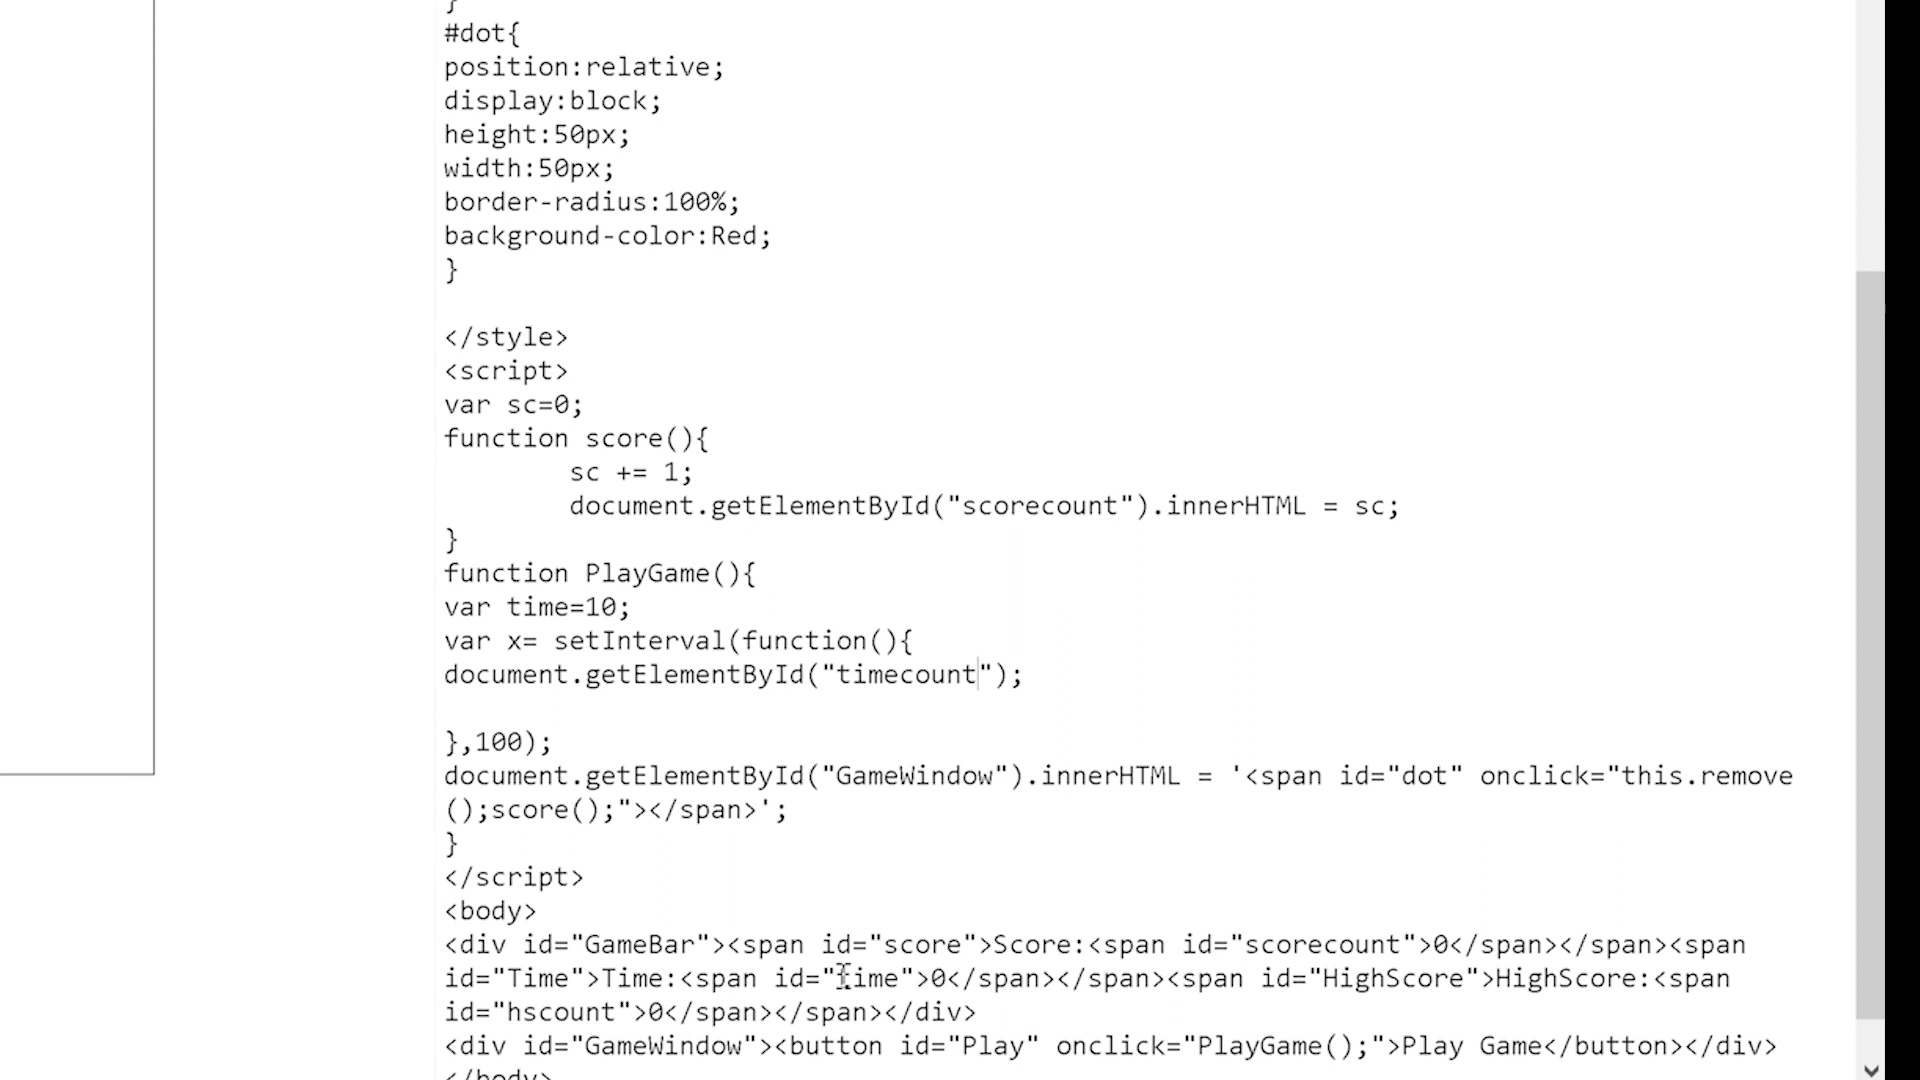 }
#dot{
position:relative;
display:block;
height:50px;
width:50px;
border-radius:100%;
background-color:Red;
}
</style>
<script>
var sc=0;
function score(){
sc += 1;
document.getElementById("scorecount").innerHTML = sc;
}
function PlayGame(){
var time=10;
var x= setInterval(function(){
document.getElementById("timecount");
},100);
document.getElementById("GameWindow").innerHTML = '<span id="dot" onclick="this.remove
();score();"></span>';
}
</script>
<body>
<div id="GameBar"><span id="score">Score:<span id="scorecount">0</span></span><span
id="Time">Time:<span id="Time">0</span></span><span id="HighScore">HighScore:<span
id="hscount">0</span></span></div>
<div id="GameWindow"><button id="Play" onclick="PlayGame();">Play Game</button></div>
</body>